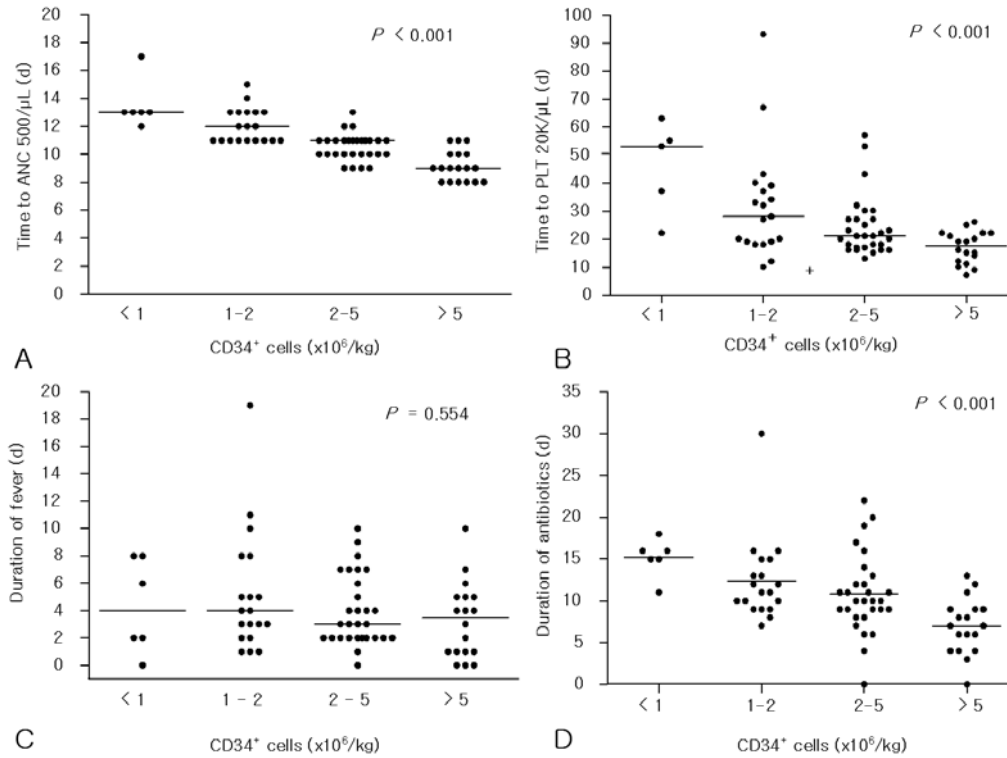 20
18
16
14
12
10
8
6
4
2
0
Time to ANC 500/μL (d)
P < 0.001
< 1 1-2 2-5 > 5
CD34⁺ cells (x10⁶/kg)
A
100
90
80
70
60
50
40
30
20
10
0
Time to PLT 20K/μL (d)
P < 0.001
+
< 1 1-2 2-5 > 5
CD34⁺ cells (x10⁶/kg)
B
20
18
16
14
12
10
8
6
4
2
0
Duration of fever (d)
P = 0.554
< 1 1-2 2-5 > 5
CD34⁺ cells (x10⁶/kg)
C
35
30
25
20
15
10
5
0
Duration of antibiotics (d)
P < 0.001
< 1 1-2 2-5 > 5
CD34⁺ cells (x10⁶/kg)
D